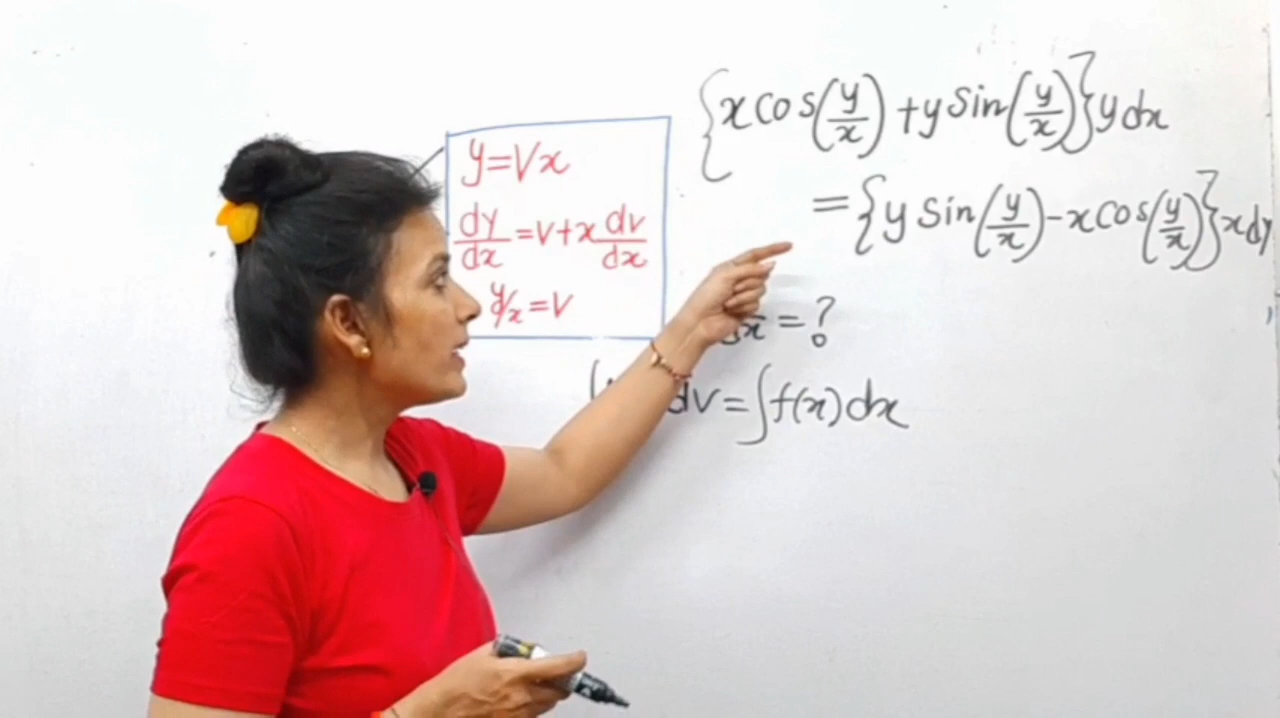 {x cos(y/x) + y sin(y/x)} y dx
= {y sin(y/x) - x cos(y/x)} x dy
y = Vx
dy/dx = v + x dv/dx
y/x = V
x = ?
dv = ∫f(x) dx